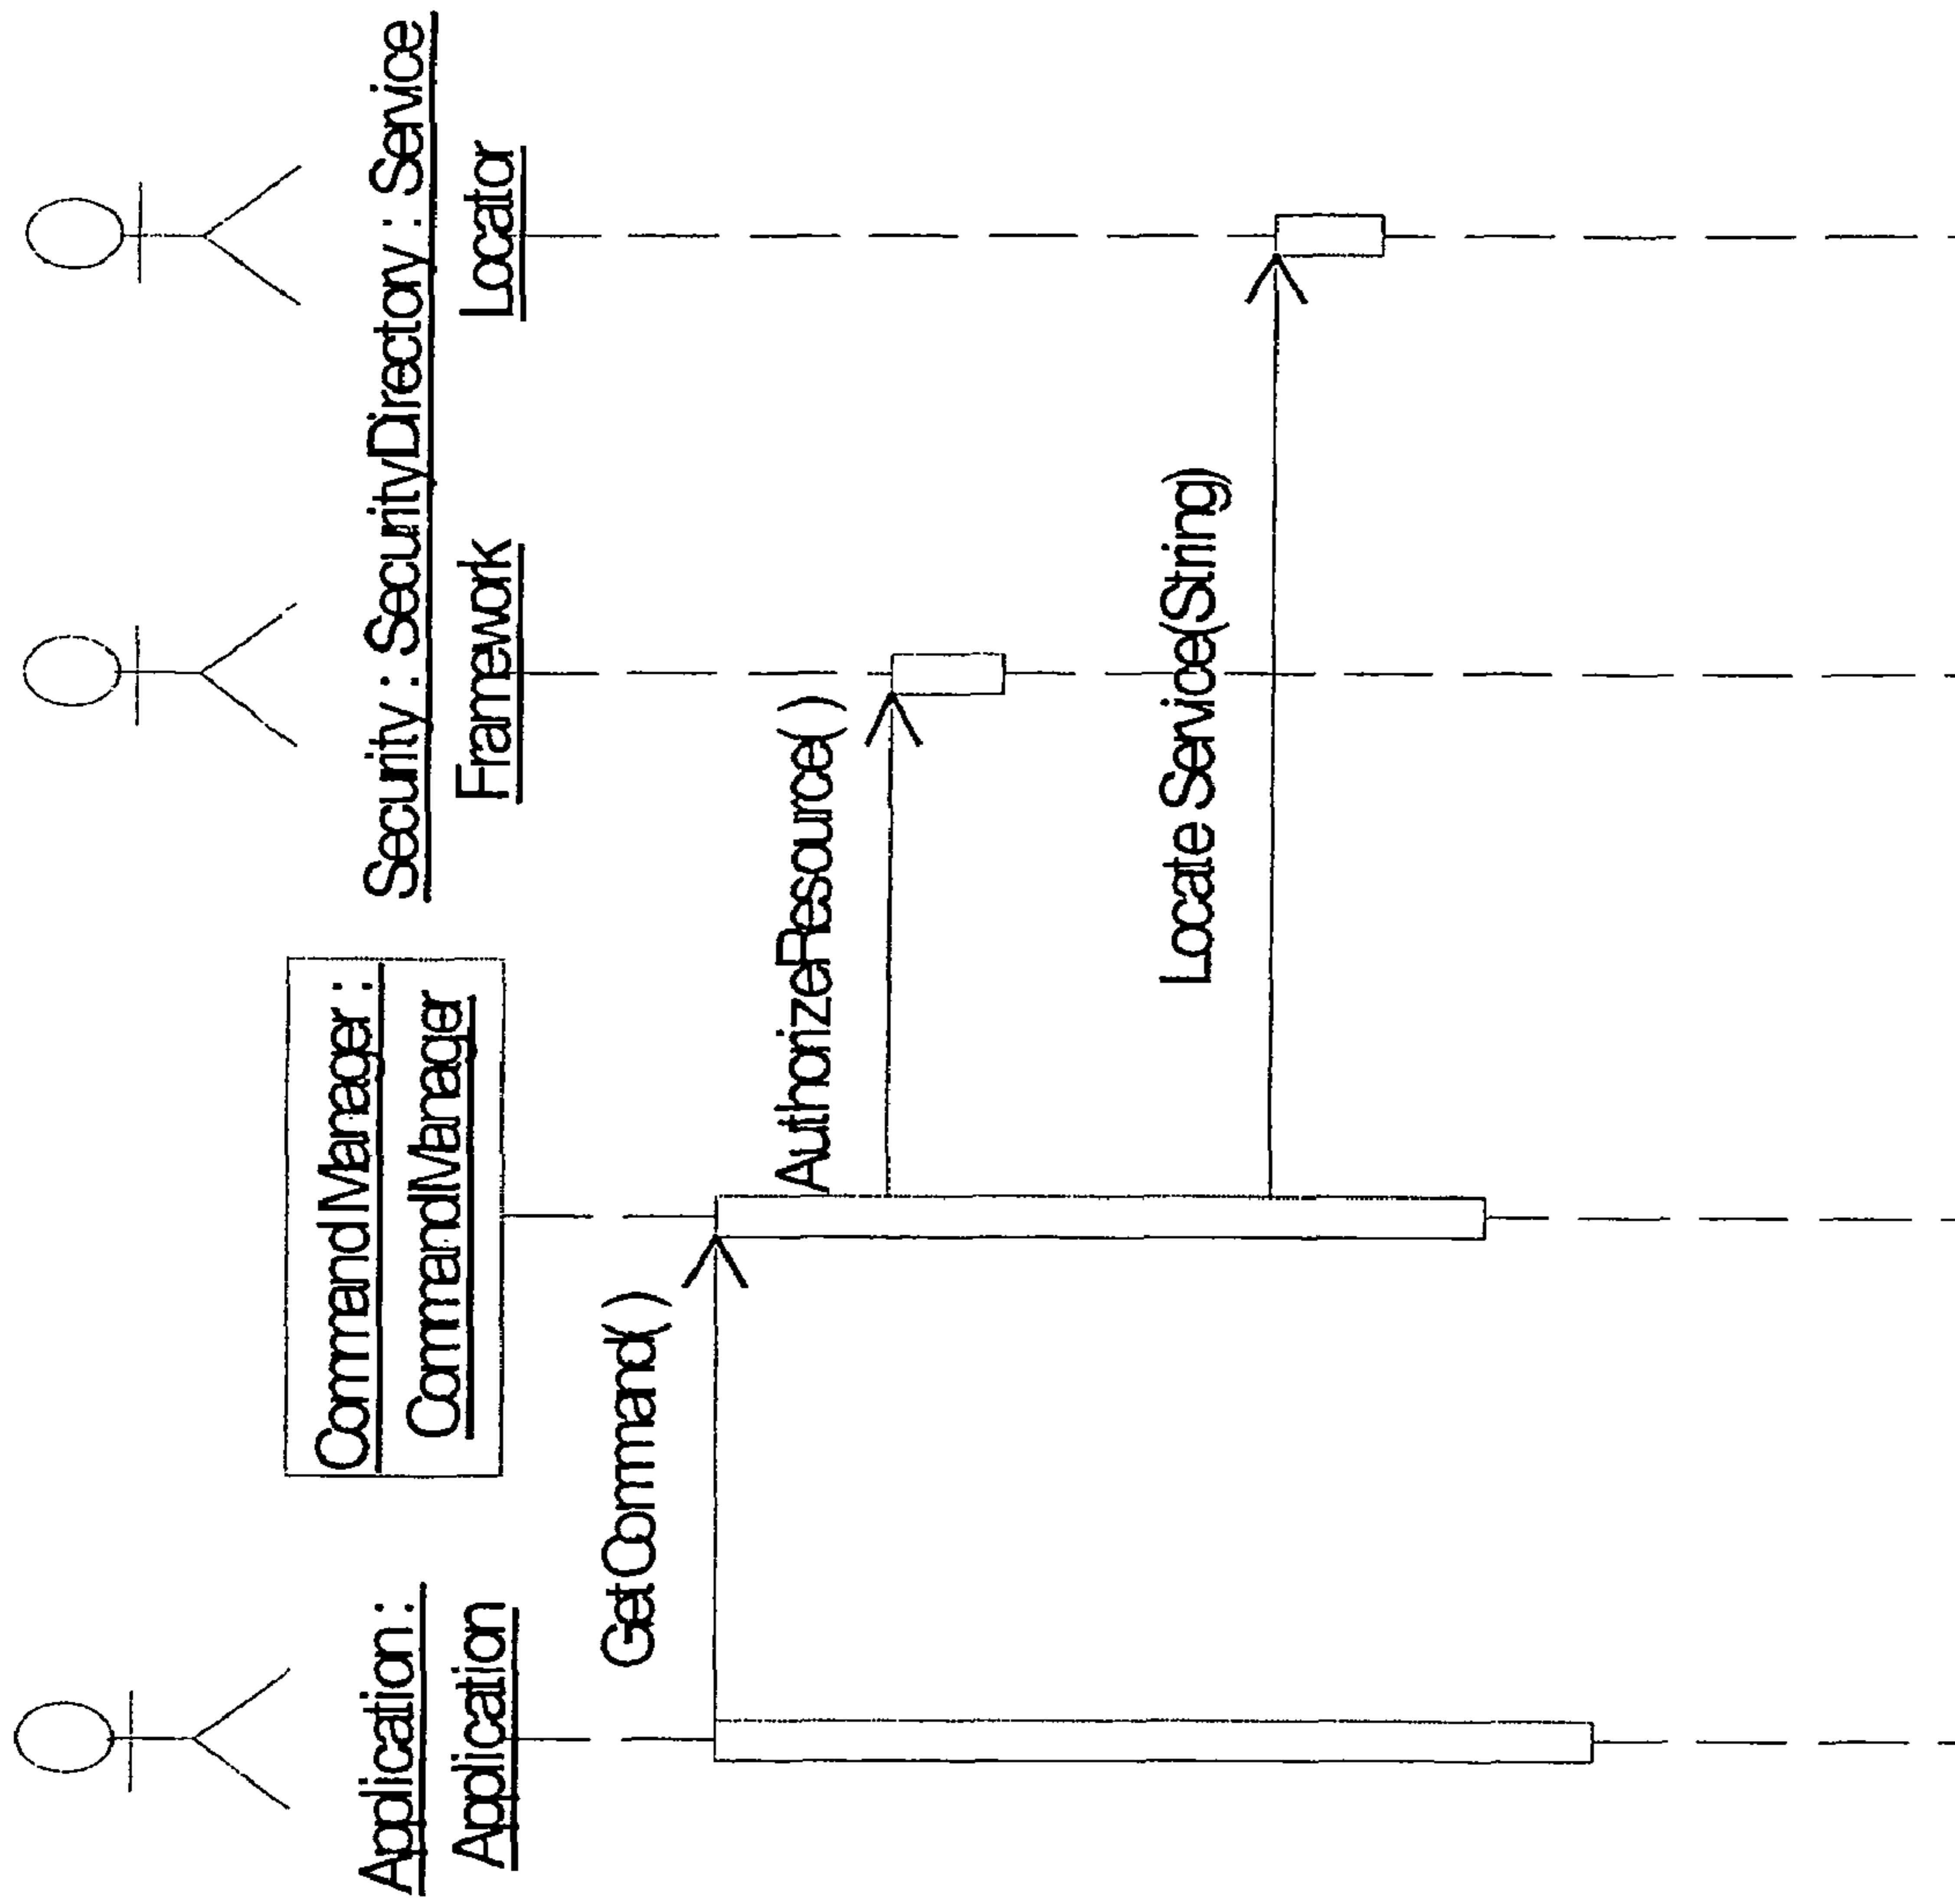 Application :
Application
CommandManager :
CommandManager
Security : SecurityDirectory : Service
Framework
Locator
GetCommand( )
AuthorizeResource( )
Locate Service(String)